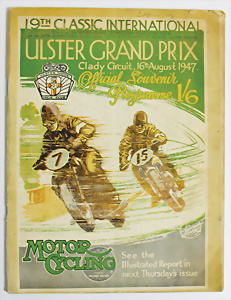 19TH CLASSIC INTERNATIONAL
ULSTER GRAND PRIX
Clady Circuit, 16th August 1947.
Official Souvenir
Programme 1/6
7
15
MOTOR
CYCLING
See the
Illustrated Report in
next Thursday's issue